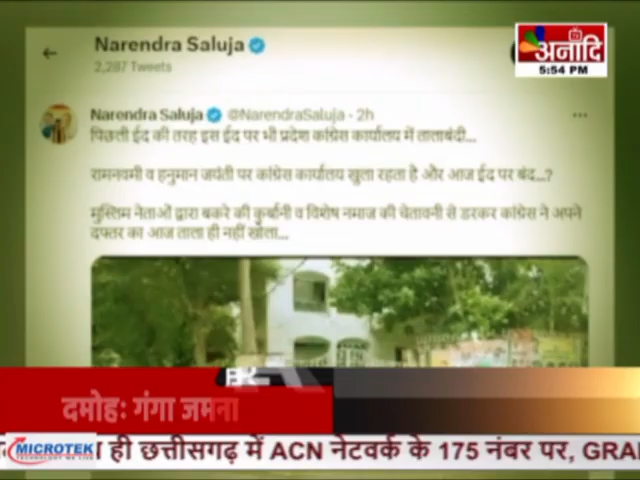 Narendra Saluja
2,287 Tweets
अनादि
TV
5:54 PM
Narendra Saluja @NarendraSaluja - 2h
पिछली ईद की तरह इस ईद पर भी प्रदेश कांग्रेस कार्यालय में तालाबंदी...
रामनवमी व हनुमान जयंती पर कांग्रेस कार्यालय खुला रहता है और आज ईद पर बंद...?
मुस्लिम नेताओं द्वारा बकरे की कुर्बानी व विशेष नमाज की चेतावनी से डरकर कांग्रेस ने अपने
दफ्तर का आज ताला ही नहीं खोला...
दमोह: गंगा जमना
MICROTEK
ही छत्तीसगढ़ में ACN नेटवर्क के 175 नंबर पर, GRA